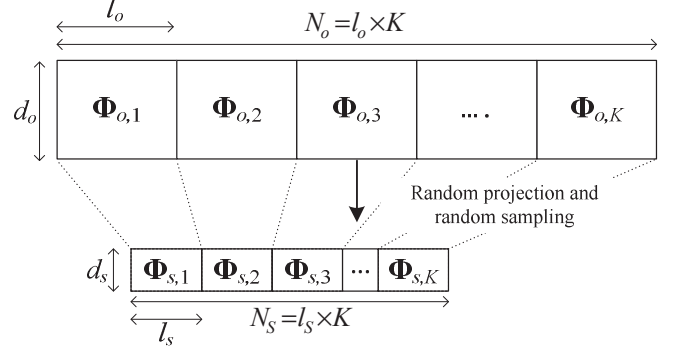 l_o
N_o=l_o×K
d_o
Φ_{o,1} Φ_{o,2} Φ_{o,3} ... . Φ_{o,K}
Random projection and
random sampling
d_s
Φ_{s,1} Φ_{s,2} Φ_{s,3} ... Φ_{s,K}
N_S=l_S×K
l_s